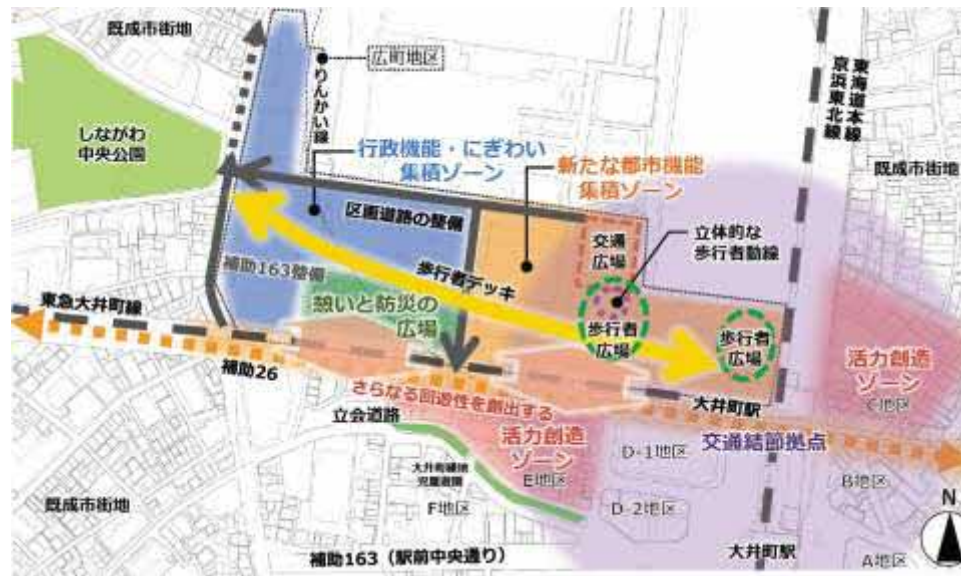 既成市街地
広町地区
りんかい線
東海道本線
京浜東北線
しながわ
中央公園
行政機能・にぎわい
集積ゾーン
新たな都市機能
集積ゾーン
既成市街地
区画道路の整備
交通
広場
立体的な
歩行者動線
補助163整備
歩行者デッキ
憩いと防災の
広場
東急大井町線
歩行者
広場
歩行者
広場
補助26
活力創造
ゾーン
C地区
さらなる回遊性を創出する
大井町駅
立会道路
活力創造
ゾーン
E地区
交通結節拠点
D-1地区
大井町緑地
児童遊園
B地区
N
既成市街地
F地区
D-2地区
補助163（駅前中央通り）
大井町駅
A地区